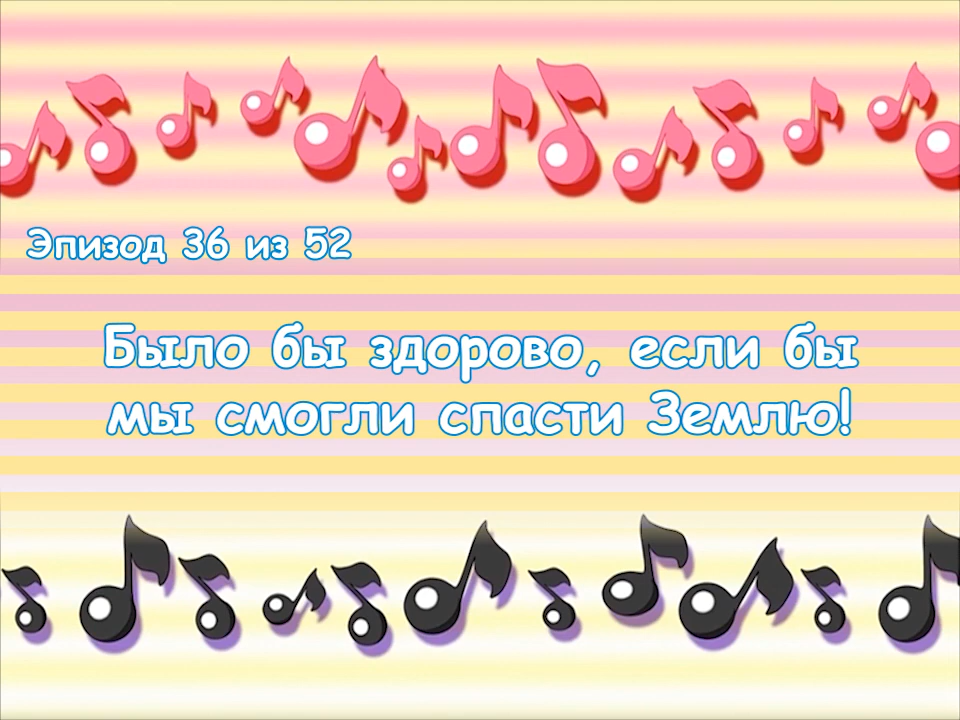 Эпизод 36 из 52
Было бы здорово, если бы
мы смогли спасти Землю!